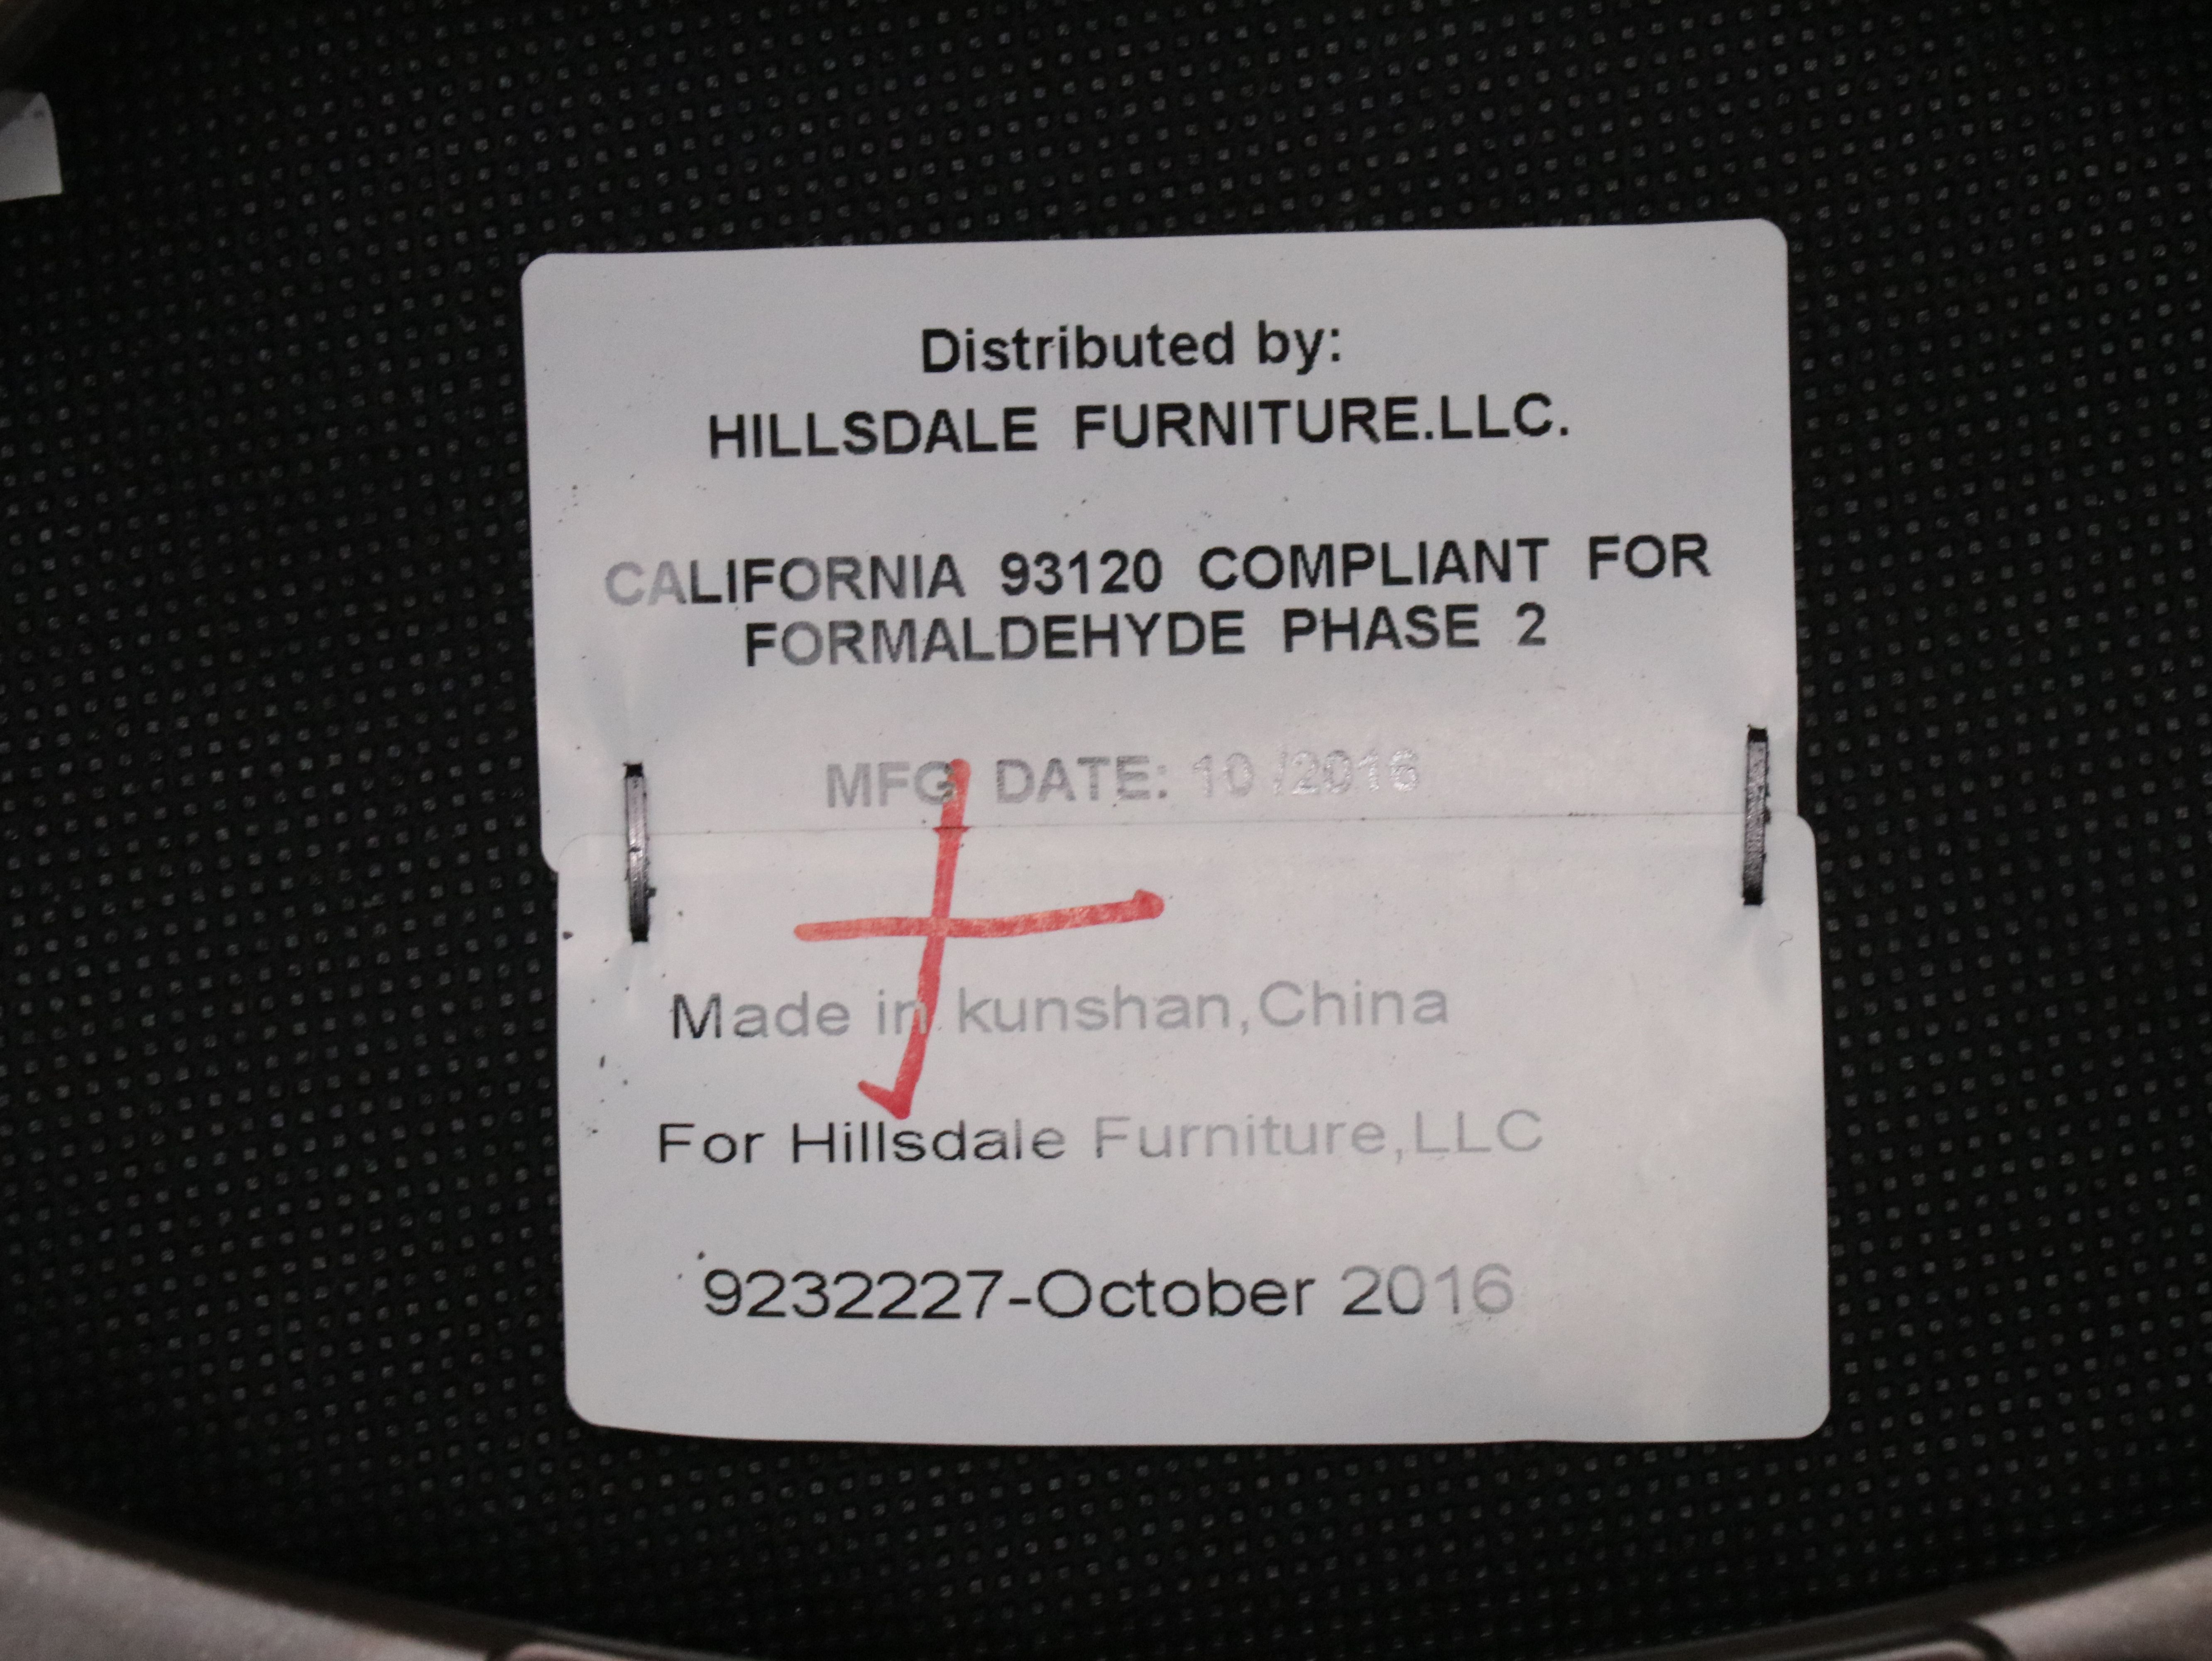 Distributed by:
HILLSDALE FURNITURE.LLC.
CALIFORNIA 93120 COMPLIANT FOR
FORMALDEHYDE PHASE 2
MFG DATE: 10 /2016
Made in kunshan,China
For Hillsdale Furniture,LLC
9232227-October 2016